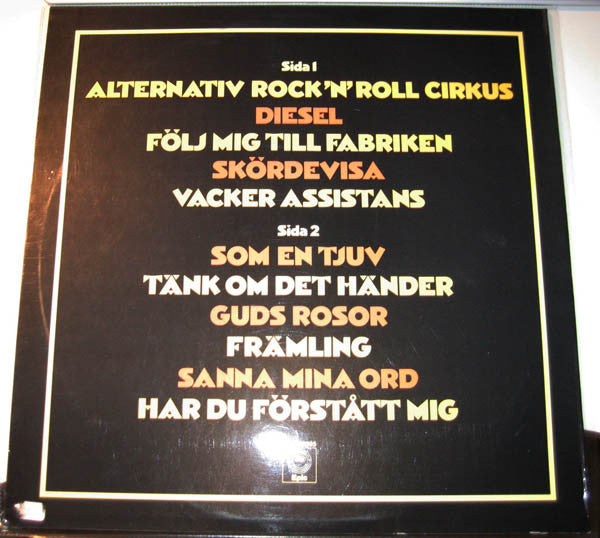 Sida 1
ALTERNATIV ROCK 'N' ROLL CIRKUS
DIESEL
FÖLJ MIG TILL FABRIKEN
SKÖRDEVISA
VACKER ASSISTANS
Sida 2
SOM EN TJUV
TÄNK OM DET HÄNDER
GUDS ROSOR
FRÄMLING
SANNA MINA ORD
HAR DU FÖRSTÅTT MIG
Epic